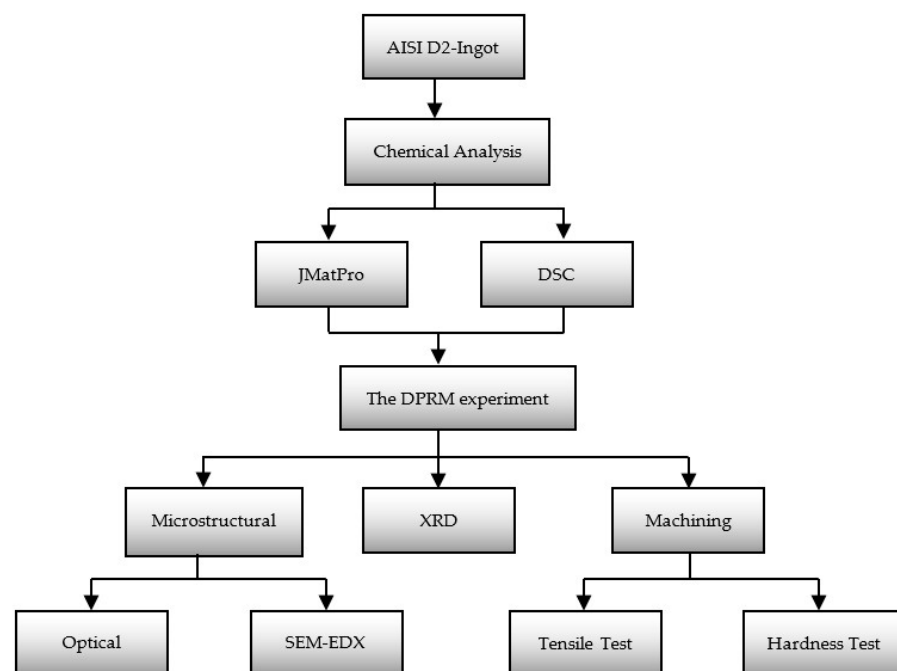 AISI D2-Ingot
Chemical Analysis
JMatPro
DSC
The DPRM experiment
Microstructural
XRD
Machining
Optical
SEM-EDX
Tensile Test
Hardness Test